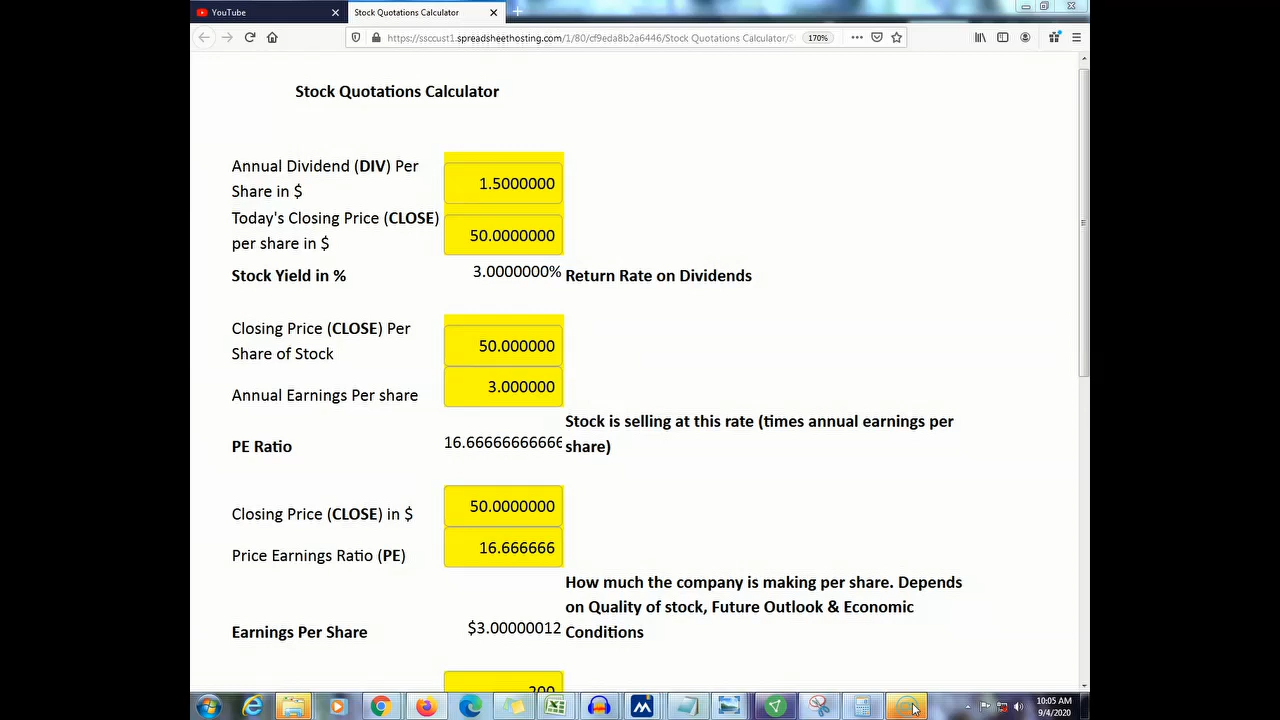 YouTube
Stock Quotations Calculator
https://ssccust1.spreadsheethosting.com/1/80/cf9eda8b2a6446/Stock Quotations Calculator/S
170%
Stock Quotations Calculator
Annual Dividend (DIV) Per
Share in $
1.5000000
Today's Closing Price (CLOSE)
per share in $
50.0000000
Stock Yield in %
3.0000000%
Return Rate on Dividends
Closing Price (CLOSE) Per
Share of Stock
50.000000
Annual Earnings Per share
3.000000
Stock is selling at this rate (times annual earnings per
share)
PE Ratio
16.66666666666
Closing Price (CLOSE) in $
50.0000000
Price Earnings Ratio (PE)
16.666666
How much the company is making per share. Depends
on Quality of stock, Future Outlook & Economic
Conditions
Earnings Per Share
$3.00000012
200
10:05 AM
9/4/2020